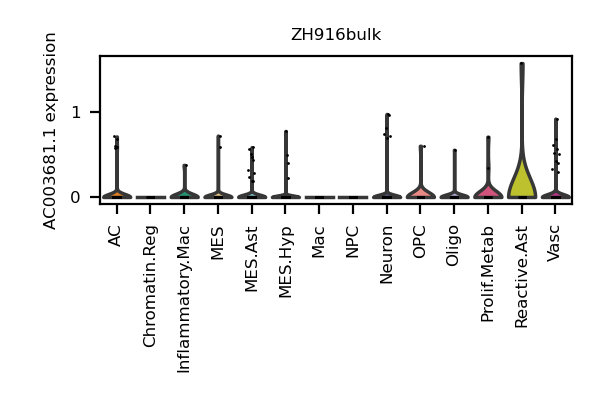 ZH916bulk
AC003681.1 expression
1
0
AC
Chromatin.Reg
Inflammatory.Mac
MES
MES.Ast
MES.Hyp
Mac
NPC
Neuron
OPC
Oligo
Prolif.Metab
Reactive.Ast
Vasc